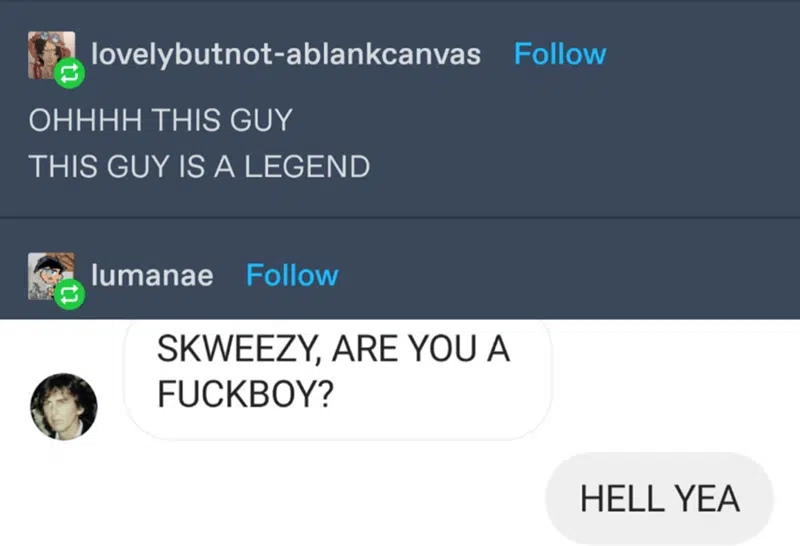 lovelybutnot-ablankcanvas Follow
OHHHH THIS GUY
THIS GUY IS A LEGEND
lumanae Follow
SKWEEZY, ARE YOU A
FUCKBOY?
HELL YEA